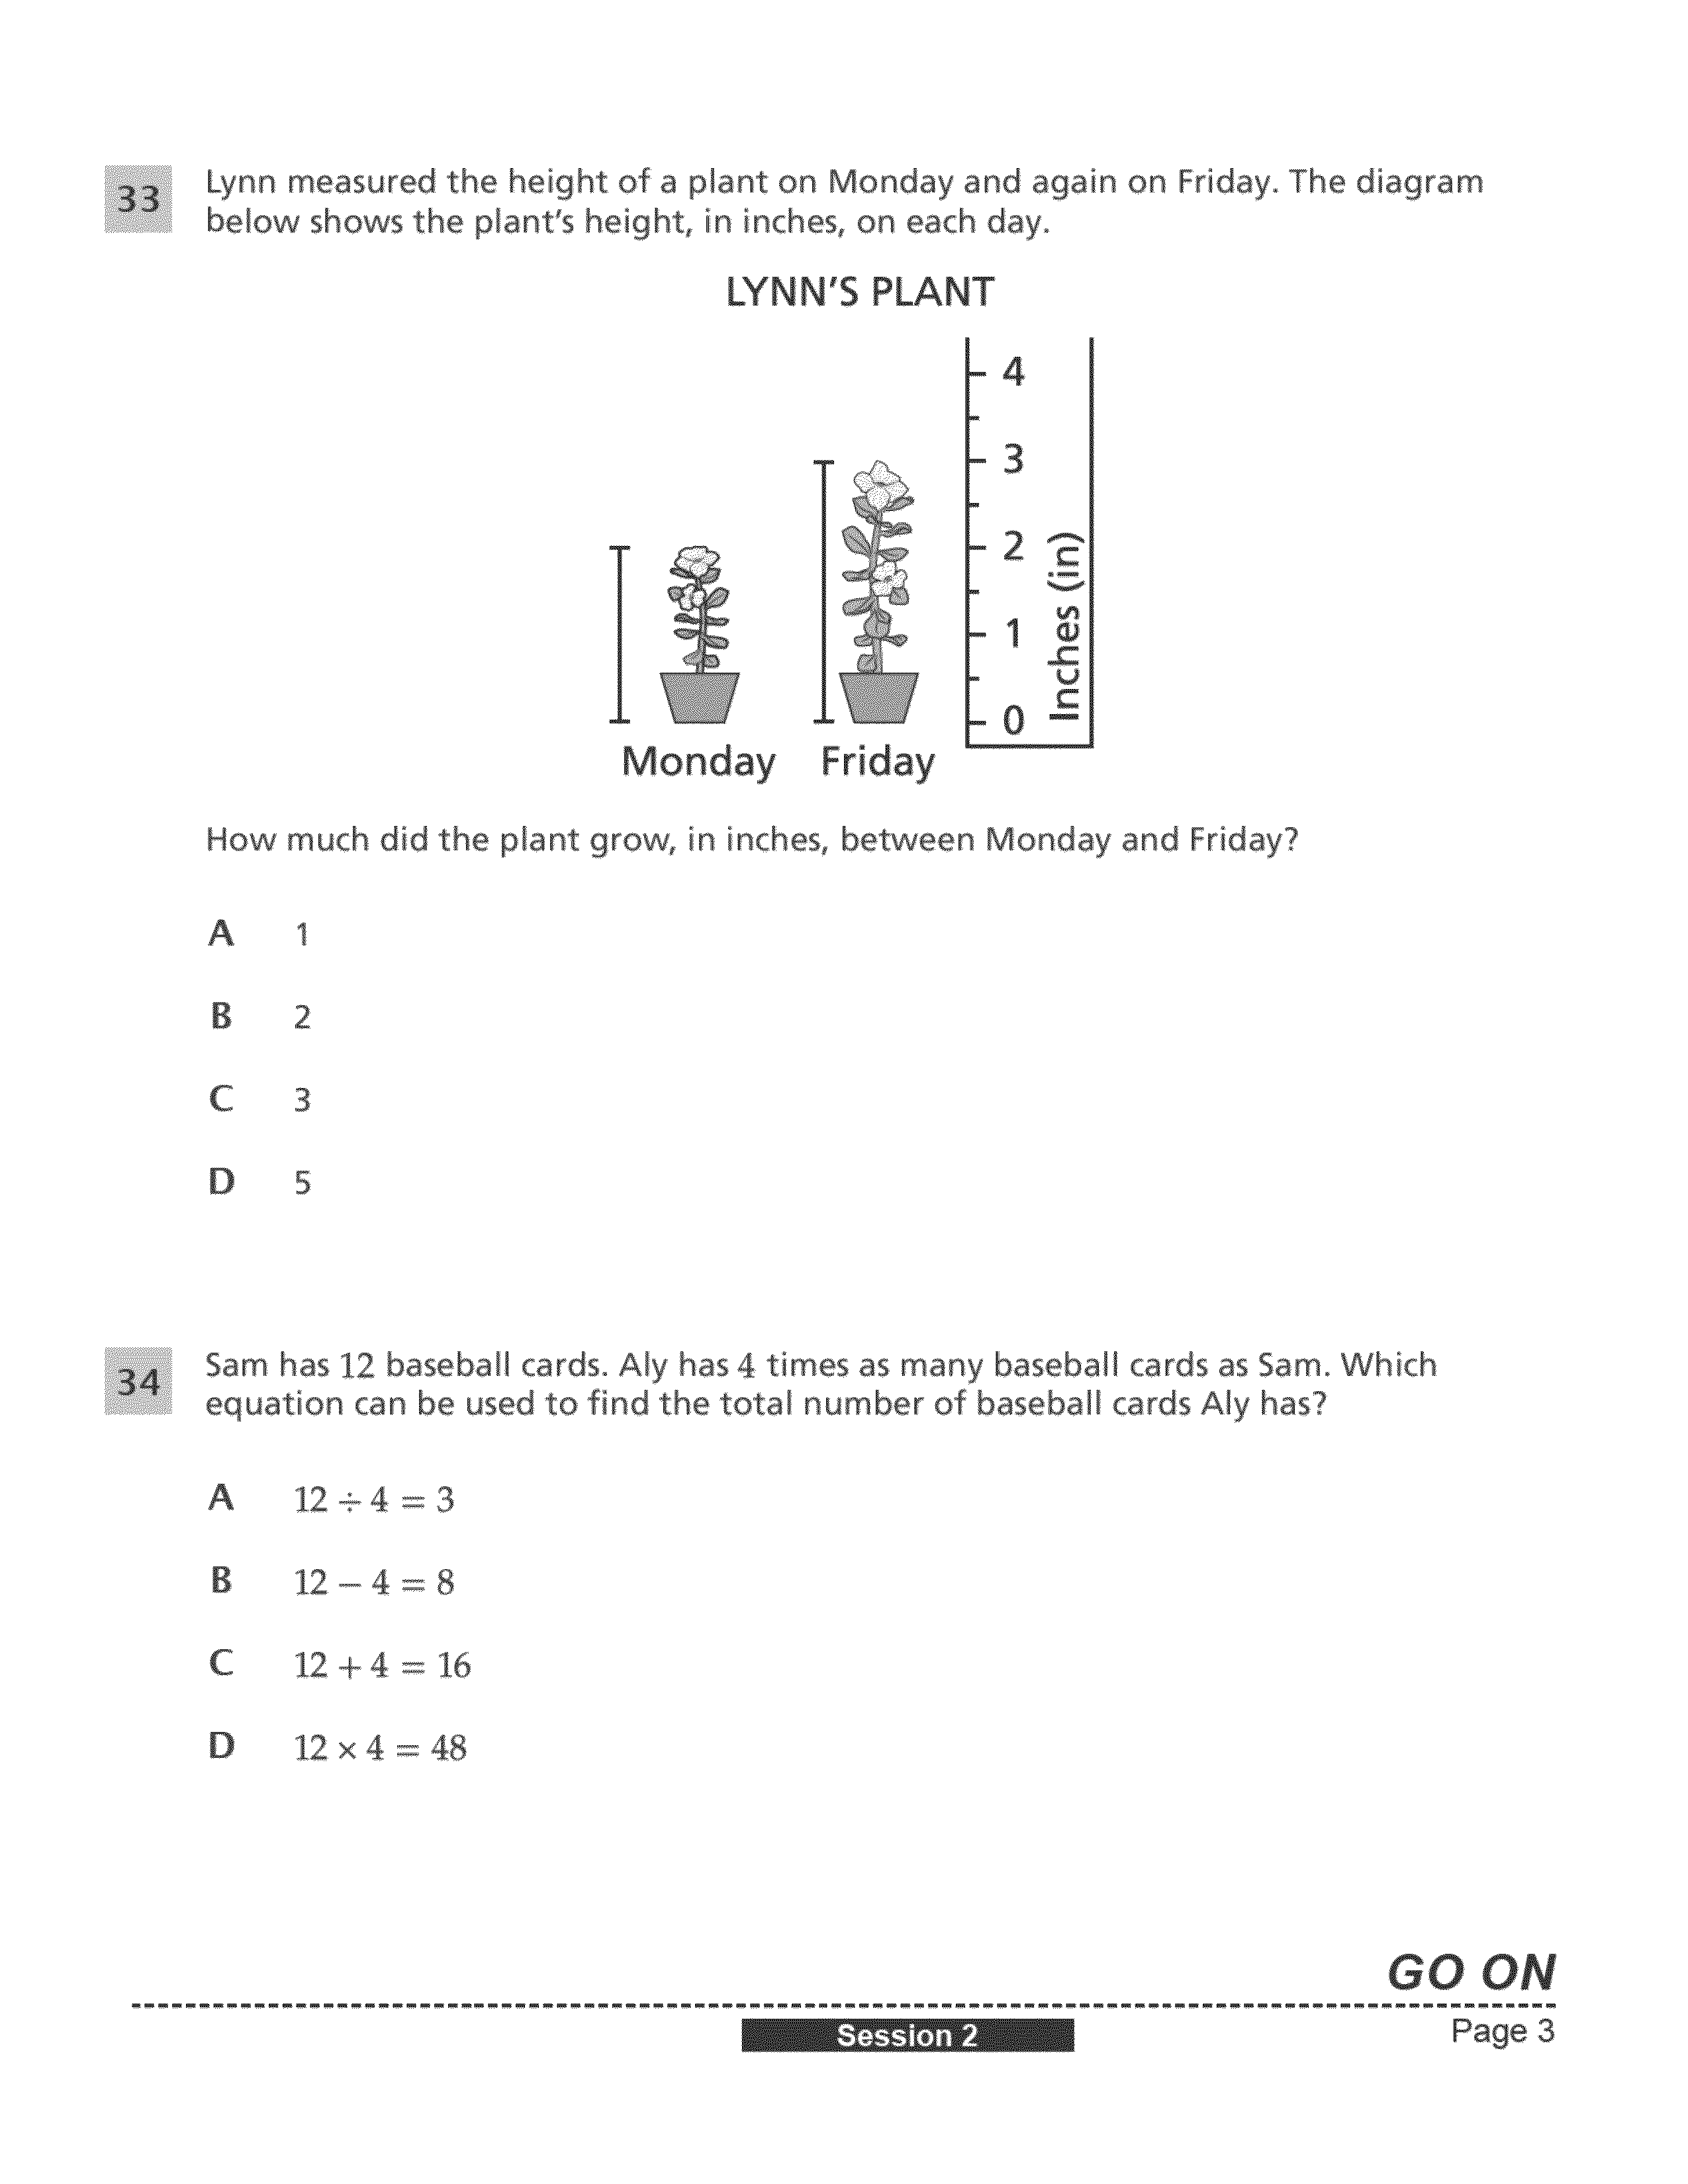 33
Lynn measured the height of a plant on Monday and again on Friday. The diagram
below shows the plant's height, in inches, on each day.
LYNN'S PLANT
4
3
2
1
0
Inches (in)
Monday Friday
How much did the plant grow, in inches, between Monday and Friday?
A 1
B 2
C 3
D 5
34
Sam has 12 baseball cards. Aly has 4 times as many baseball cards as Sam. Which
equation can be used to find the total number of baseball cards Aly has?
A 12 ÷ 4 = 3
B 12 − 4 = 8
C 12 + 4 = 16
D 12 × 4 = 48
GO ON
Session 2
Page 3